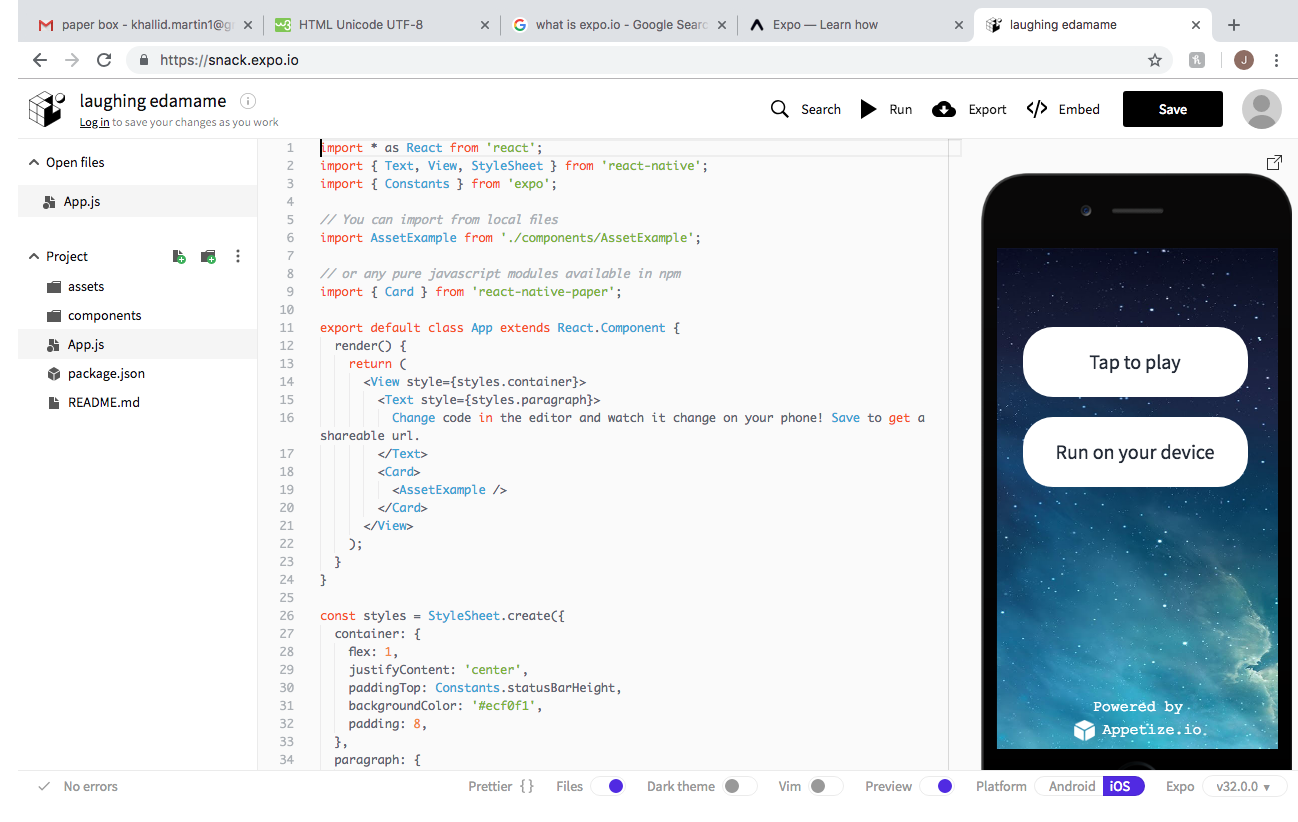 paper box - khallid.martin1@g
HTML Unicode UTF-8
what is expo.io - Google Searc
Expo — Learn how
laughing edamame
https://snack.expo.io
J
laughing edamame
Log in to save your changes as you work
Search
Run
Export
Embed
Save
Open files
App.js
Project
assets
components
App.js
package.json
README.md
1 import * as React from 'react';
2 import { Text, View, StyleSheet } from 'react-native';
3 import { Constants } from 'expo';
4
5 // You can import from local files
6 import AssetExample from './components/AssetExample';
7
8 // or any pure javascript modules available in npm
9 import { Card } from 'react-native-paper';
10
11 export default class App extends React.Component {
12 render() {
13 return (
14 <View style={styles.container}>
15 <Text style={styles.paragraph}>
16 Change code in the editor and watch it change on your phone! Save to get a
shareable url.
17 </Text>
18 <Card>
19 <AssetExample />
20 </Card>
21 </View>
22 );
23 }
24 }
25
26 const styles = StyleSheet.create({
27 container: {
28 flex: 1,
29 justifyContent: 'center',
30 paddingTop: Constants.statusBarHeight,
31 backgroundColor: '#ecf0f1',
32 padding: 8,
33 },
34 paragraph: {
Tap to play
Run on your device
Powered by
Appetize.io
No errors
Prettier { }
Files
Dark theme
Vim
Preview
Platform
Android
iOS
Expo
v32.0.0